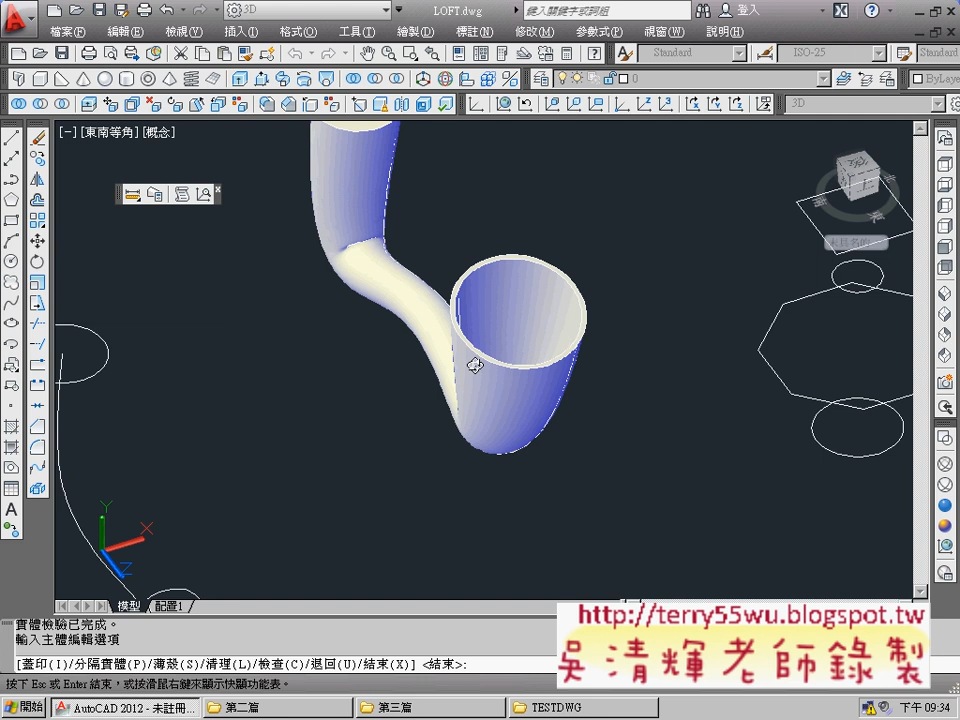 3D
LOFT.dwg
鍵入關鍵字或詞組
登入
檔案(F)
編輯(E)
檢視(V)
插入(I)
格式(O)
工具(T)
繪製(D)
標註(N)
修改(M)
參數式(P)
視窗(W)
說明(H)
Standard
ISO-25
Standard
0
ByLaye
3D
[−][東南等角][概念]
Y
X
Z
模型
配置1
實體檢驗已完成。
輸入主體編輯選項
[蓋印(I)/分隔實體(P)/薄殼(S)/清理(L)/檢查(C)/退回(U)/結束(X)] <結束>:
按下 Esc 或 Enter 結束，或按滑鼠右鍵來顯示快顯功能表。
http://terry55wu.blogspot.tw
吳清輝老師錄製
開始
AutoCAD 2012 - 未註冊...
第二篇
第三篇
TESTDWG
下午 09:34